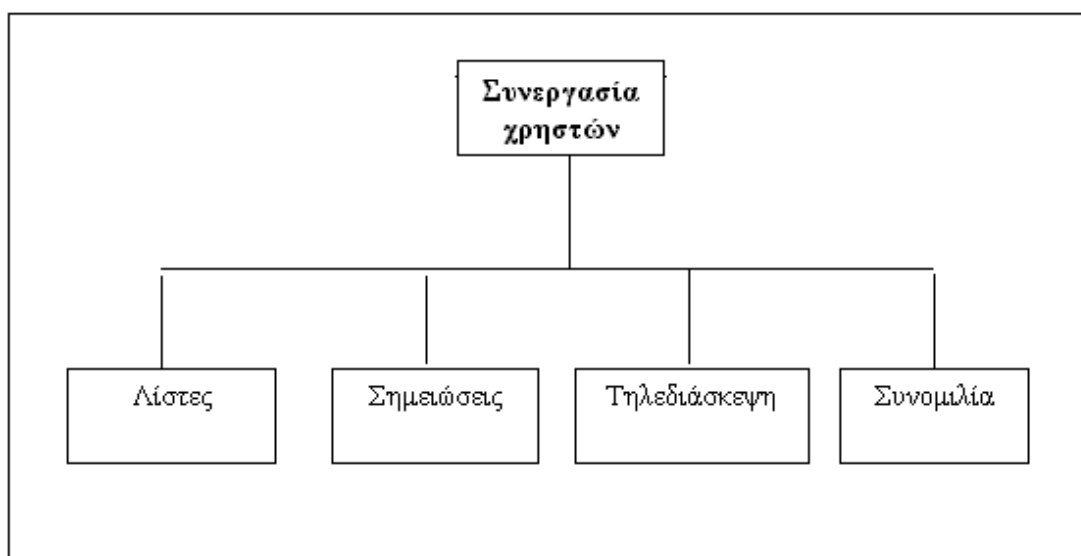 Συνεργασία
χρηστών
Λίστες
Σημειώσεις
Τηλεδιάσκεψη
Συνομιλία